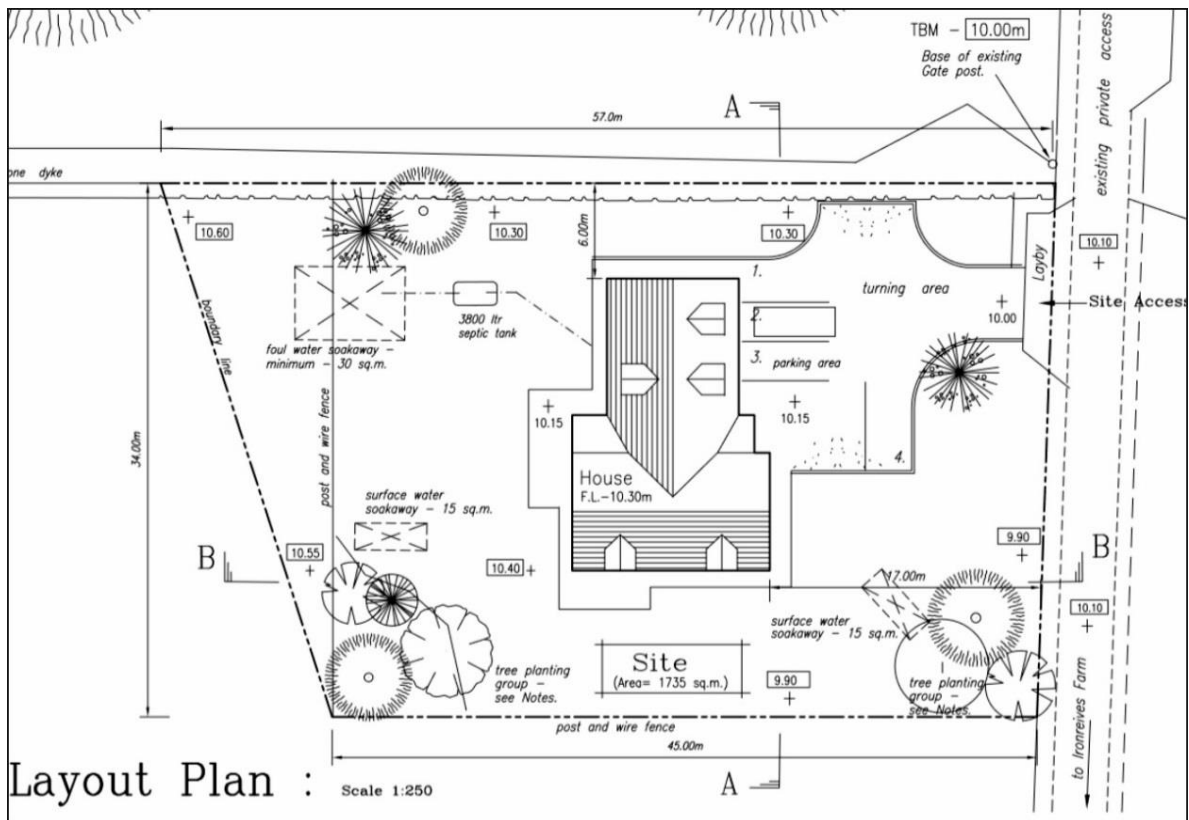 TBM - 10.00m
Base of existing
Gate post.
existing private access
A
57.0m
one dyke
10.60
10.30
6.00m
10.30
10.10
Layby
1.
turning area
Site Access
10.00
2.
3800 ltr
septic tank
3. parking area
foul water soakaway -
minimum - 30 sq.m.
boundary line
post and wire fence
34.00m
10.15
10.15
4.
House
F.L.-10.30m
surface water
soakaway - 15 sq.m.
9.90
B
10.55
10.40
B
17.00m
10.10
surface water
soakaway - 15 sq.m.
Site
(Area= 1735 sq.m.)
tree planting
group -
see Notes.
9.90
tree planting
group -
see Notes.
post and wire fence
45.00m
to Ironreives Farm
A
Layout Plan : Scale 1:250